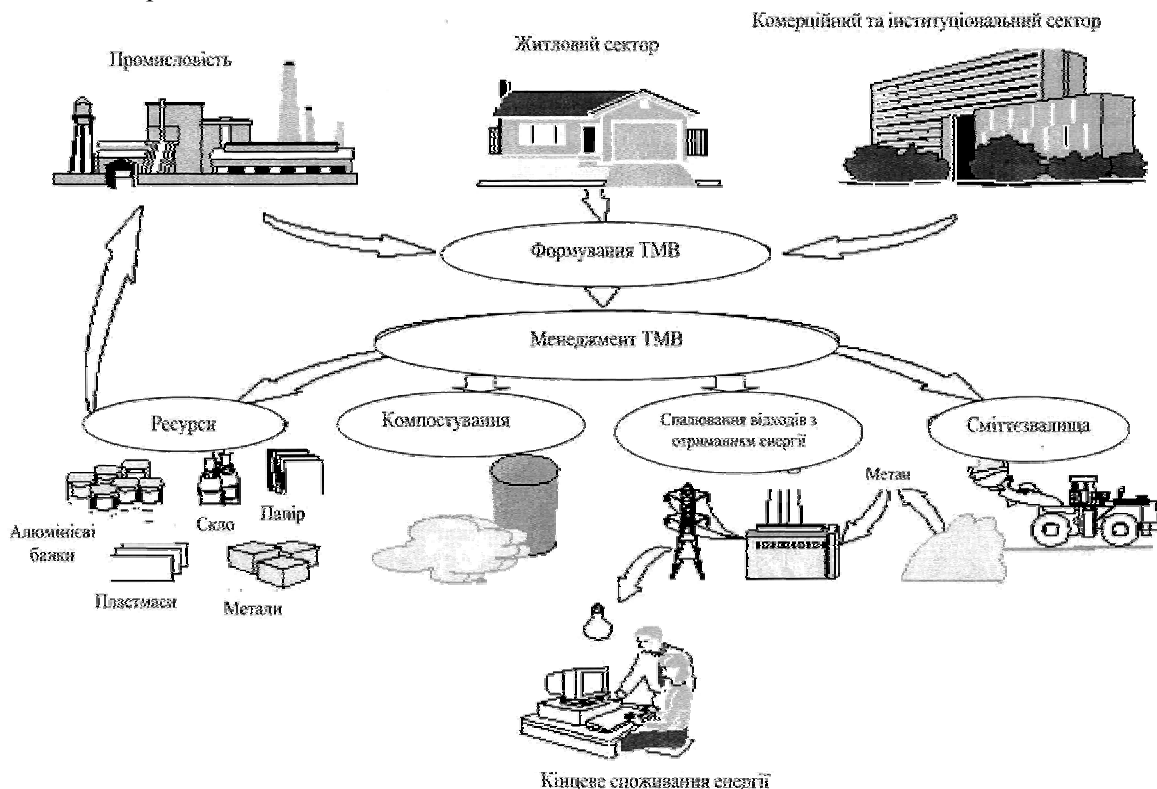 Комерційний та інституціональний сектор
Житловий сектор
Промисловість
Формування ТМВ
Менеджмент ТМВ
Ресурси
Компостування
Спалювання відходів з
отриманням енергії
Сміттєзвалища
Метан
Алюмінієві
банки
Скло
Папір
Пластмаси
Метали
Кінцеве споживання енергії